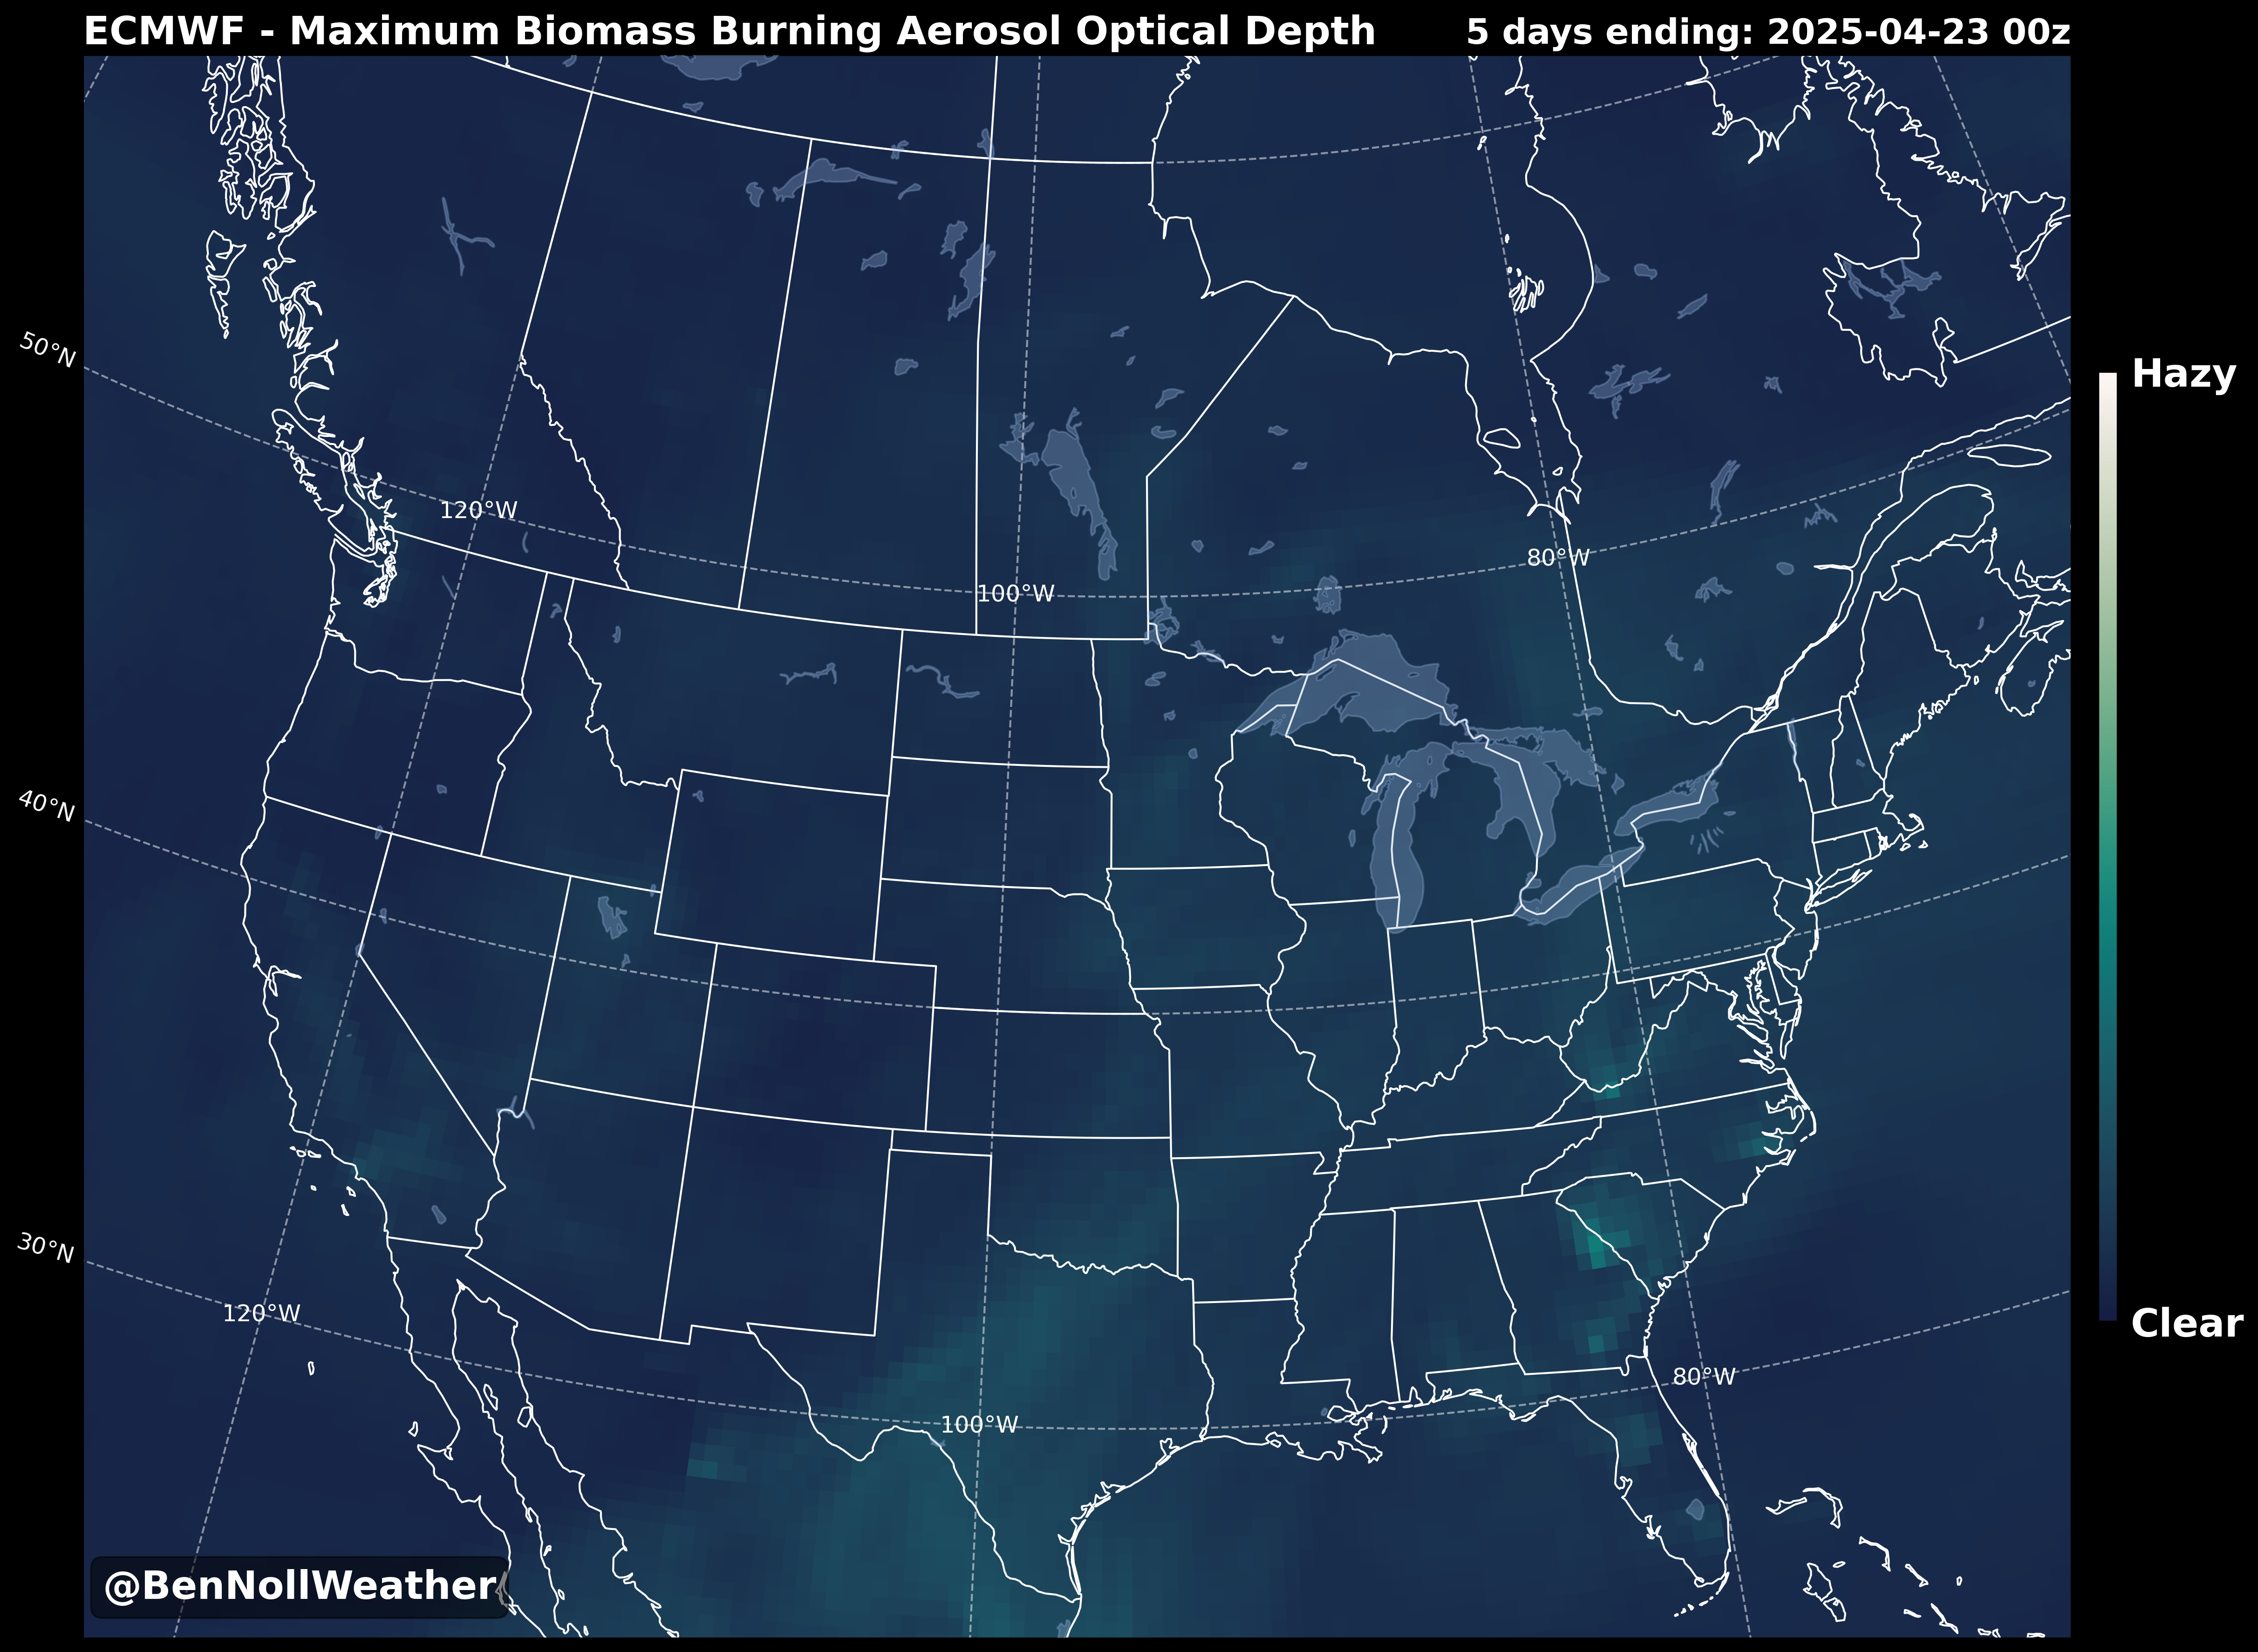 ECMWF - Maximum Biomass Burning Aerosol Optical Depth
5 days ending: 2025-04-23 00z
50°N
Hazy
120°W
80°W
100°W
40°N
30°N
120°W
Clear
80°W
100°W
@BenNollWeather